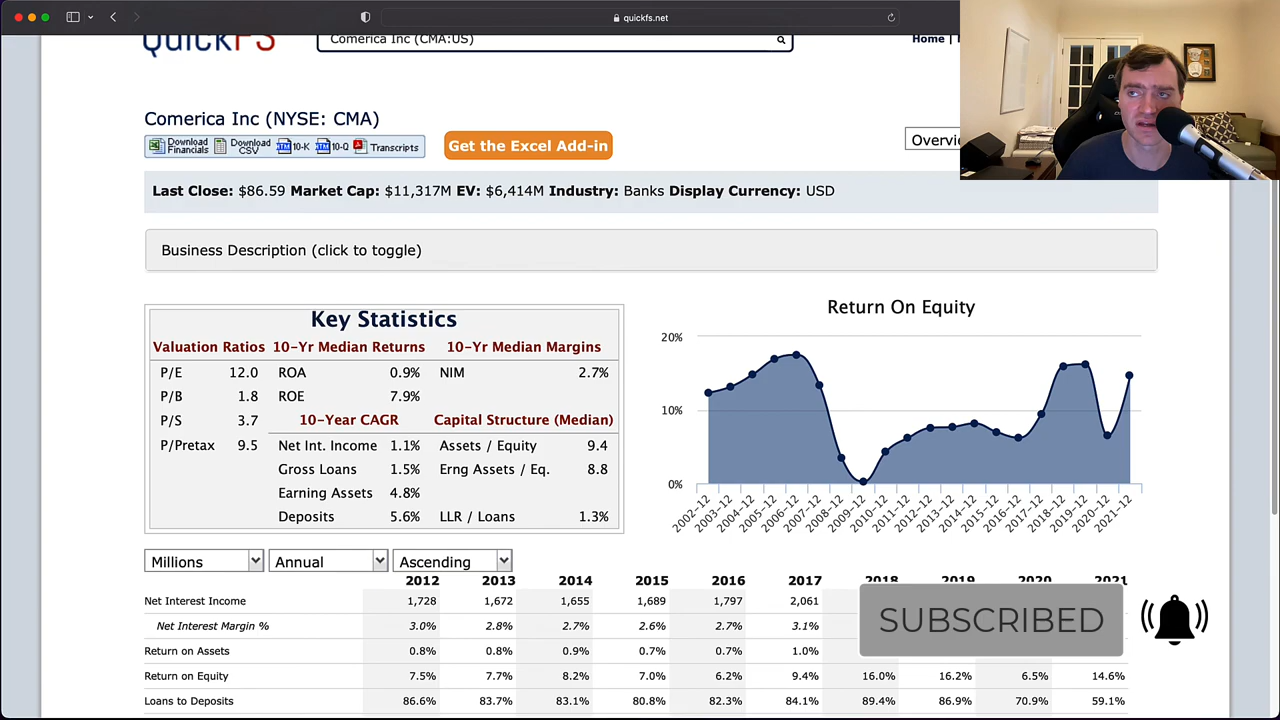 quickfs.net
QuickFS
Comerica Inc (CMA:US)
Home |
Comerica Inc (NYSE: CMA)
Download Financials
Download CSV
10-K
10-Q
Transcripts
Get the Excel Add-in
Overvi
Last Close: $86.59 Market Cap: $11,317M EV: $6,414M Industry: Banks Display Currency: USD
Business Description (click to toggle)
Key Statistics
Valuation Ratios 10-Yr Median Returns 10-Yr Median Margins
P/E 12.0 ROA 0.9% NIM 2.7%
P/B 1.8 ROE 7.9%
P/S 3.7 10-Year CAGR Capital Structure (Median)
P/Pretax 9.5 Net Int. Income 1.1% Assets / Equity 9.4
Gross Loans 1.5% Erng Assets / Eq. 8.8
Earning Assets 4.8%
Deposits 5.6% LLR / Loans 1.3%
Return On Equity
20%
10%
0%
2002-12 2003-12 2004-12 2005-12 2006-12 2007-12 2008-12 2009-12 2010-12 2011-12 2012-12 2013-12 2014-12 2015-12 2016-12 2017-12 2018-12 2019-12 2020-12 2021-12
Millions Annual Ascending
2012 2013 2014 2015 2016 2017 2018 2019 2020 2021
Net Interest Income 1,728 1,672 1,655 1,689 1,797 2,061
Net Interest Margin % 3.0% 2.8% 2.7% 2.6% 2.7% 3.1%
Return on Assets 0.8% 0.8% 0.9% 0.7% 0.7% 1.0%
Return on Equity 7.5% 7.7% 8.2% 7.0% 6.2% 9.4% 16.0% 16.2% 6.5% 14.6%
Loans to Deposits 86.6% 83.7% 83.1% 80.8% 82.3% 84.1% 89.4% 86.9% 70.9% 59.1%
SUBSCRIBED